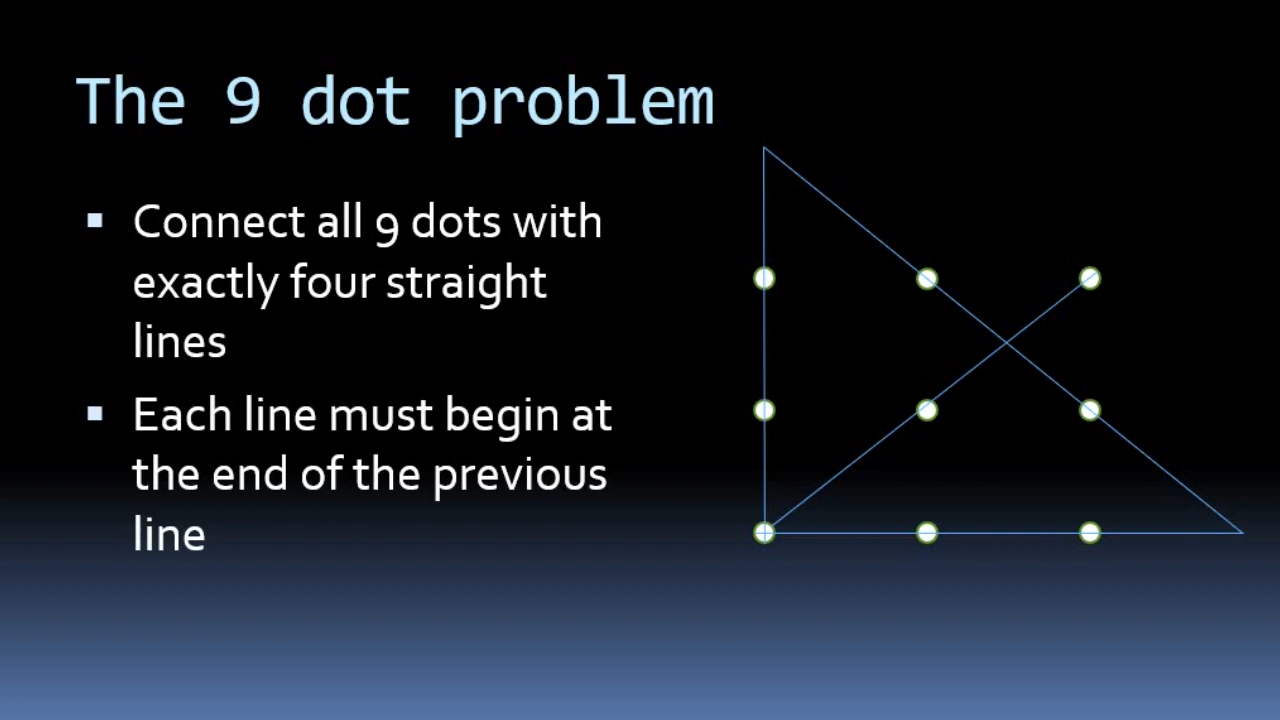 The 9 dot problem
Connect all 9 dots with
exactly four straight
lines
Each line must begin at
the end of the previous
line